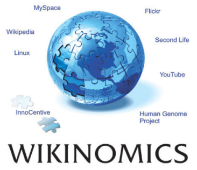 MySpace
Flickr
Wikipedia
Second Life
Linux
YouTube
InnoCentive
Human Genome
Project
WIKINOMICS